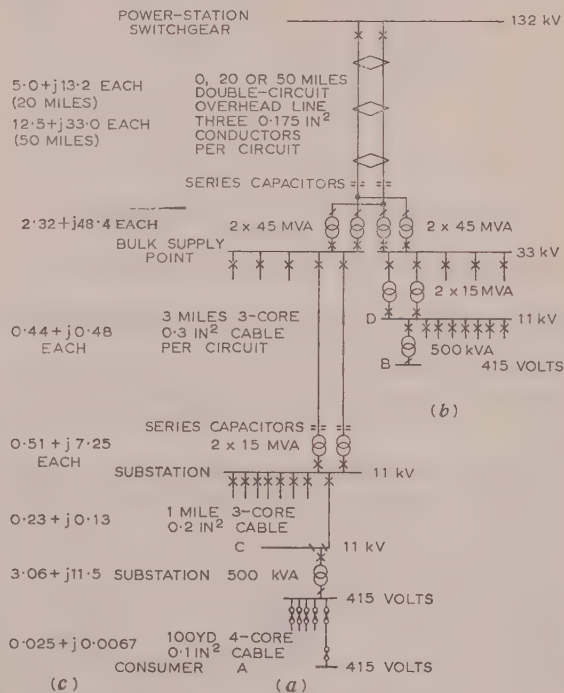 POWER-STATION
SWITCHGEAR
132 kV
5·0+j13·2 EACH
(20 MILES)
12·5+j33·0 EACH
(50 MILES)
0, 20 OR 50 MILES
DOUBLE-CIRCUIT
OVERHEAD LINE
THREE 0·175 IN²
CONDUCTORS
PER CIRCUIT
SERIES CAPACITORS
2·32+j48·4 EACH
2 x 45 MVA
2 x 45 MVA
BULK SUPPLY
POINT
33 kV
2 x 15 MVA
D
11 kV
500 kVA
B
415 VOLTS
(b)
0·44+j0·48
EACH
3 MILES 3-CORE
0·3 IN² CABLE
PER CIRCUIT
SERIES CAPACITORS
0·51 + j7·25
EACH
2 x 15 MVA
SUBSTATION
11 kV
0·23 + j0·13
1 MILE 3-CORE
0·2 IN² CABLE
C
11 kV
3·06+j11·5
SUBSTATION
500 kVA
415 VOLTS
0·025+j0·0067
100YD 4-CORE
0·1 IN² CABLE
CONSUMER A
415 VOLTS
(c)
(a)